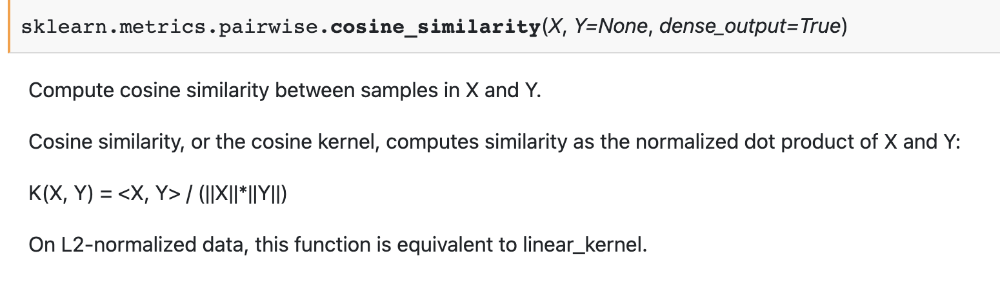 sklearn.metrics.pairwise.cosine_similarity(X, Y=None, dense_output=True)
Compute cosine similarity between samples in X and Y.
Cosine similarity, or the cosine kernel, computes similarity as the normalized dot product of X and Y:
K(X, Y) = <X, Y> / (||X||*||Y||)
On L2-normalized data, this function is equivalent to linear_kernel.